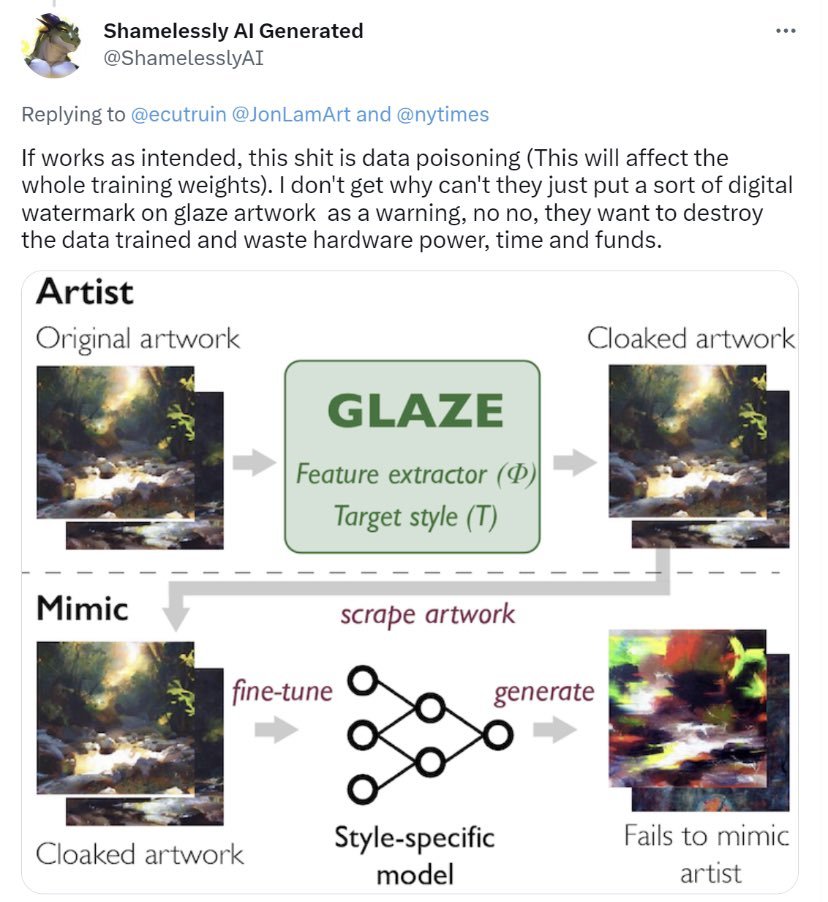 Shamelessly AI Generated
@ShamelesslyAI
Replying to @ecutruin @JonLamArt and @nytimes
If works as intended, this shit is data poisoning (This will affect the
whole training weights). I don't get why can't they just put a sort of digital
watermark on glaze artwork  as a warning, no no, they want to destroy
the data trained and waste hardware power, time and funds.
Artist
Original artwork
Cloaked artwork
GLAZE
Feature extractor (Φ)
Target style (T)
Mimic
scrape artwork
fine-tune
generate
Cloaked artwork
Style-specific
model
Fails to mimic
artist